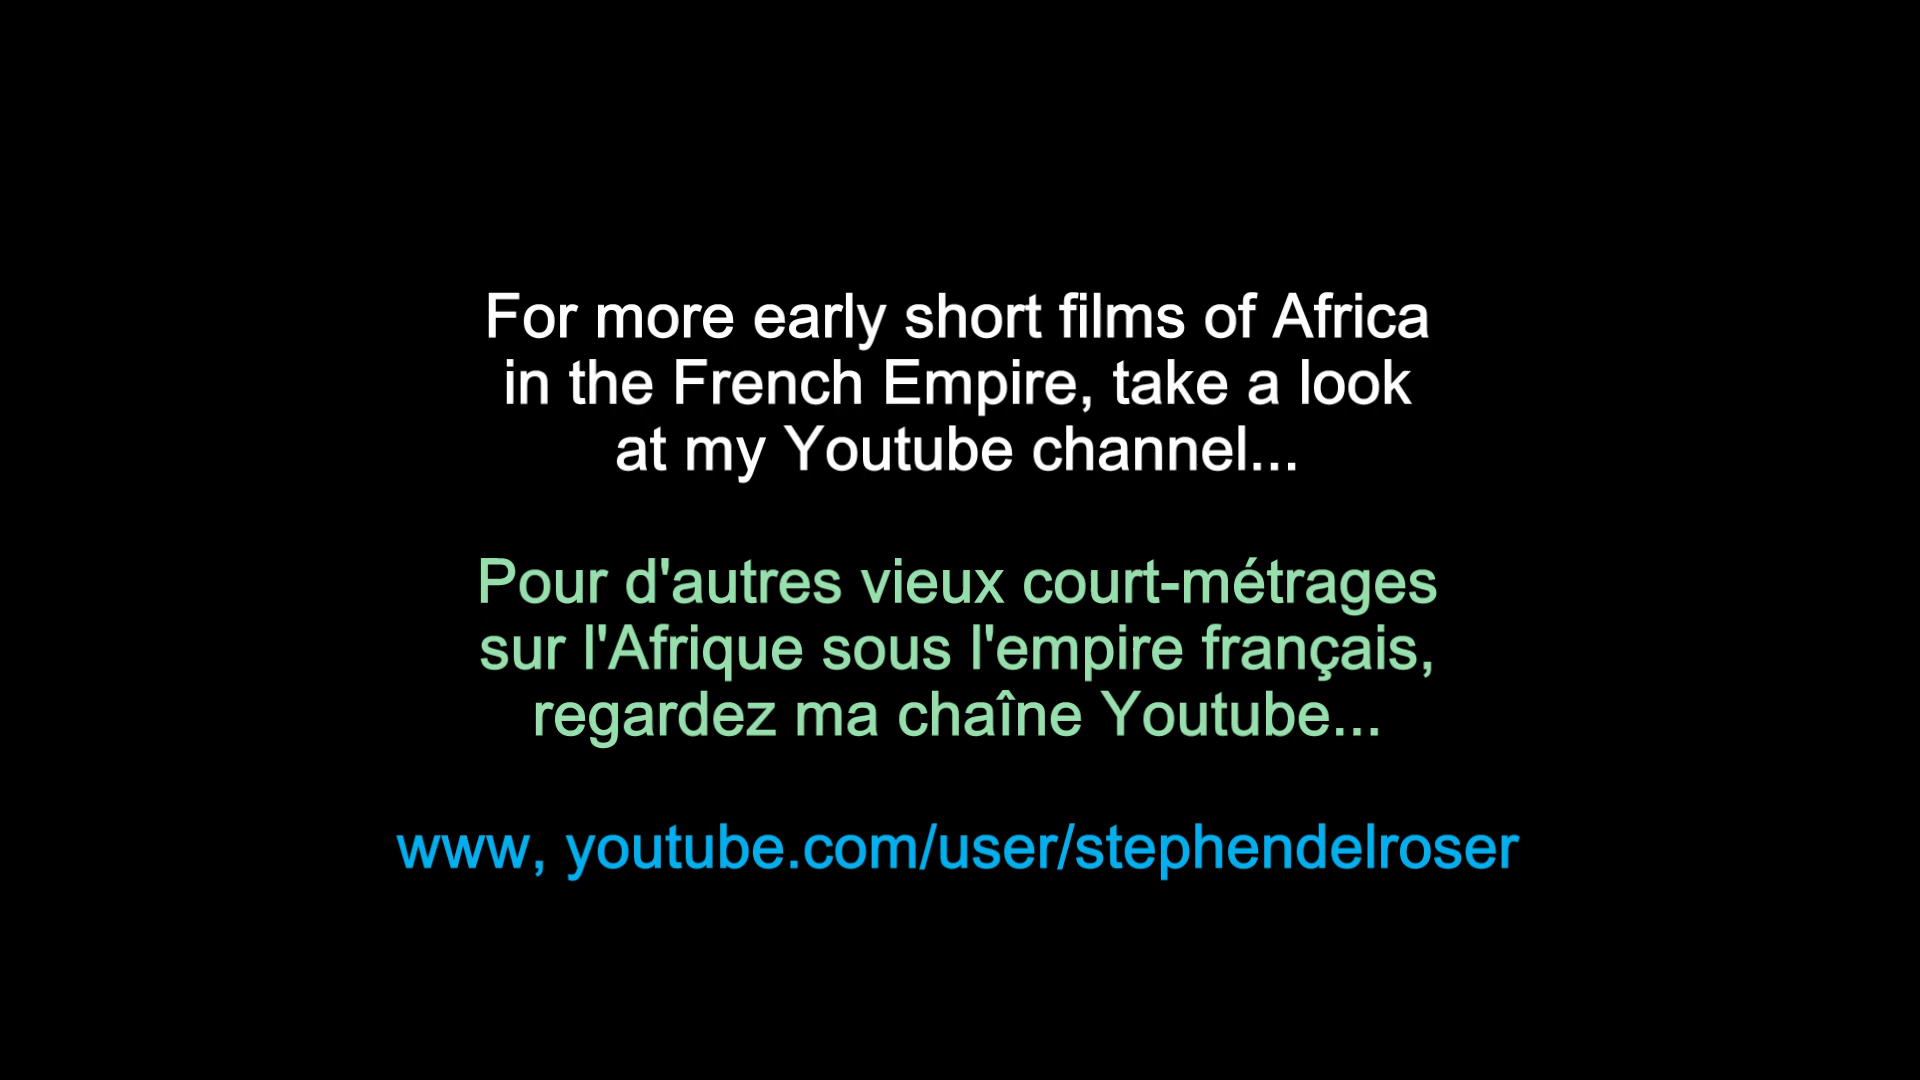 For more early short films of Africa
in the French Empire, take a look
at my Youtube channel...
Pour d'autres vieux court-métrages
sur l'Afrique sous l'empire français,
regardez ma chaîne Youtube...
www, youtube.com/user/stephendelroser